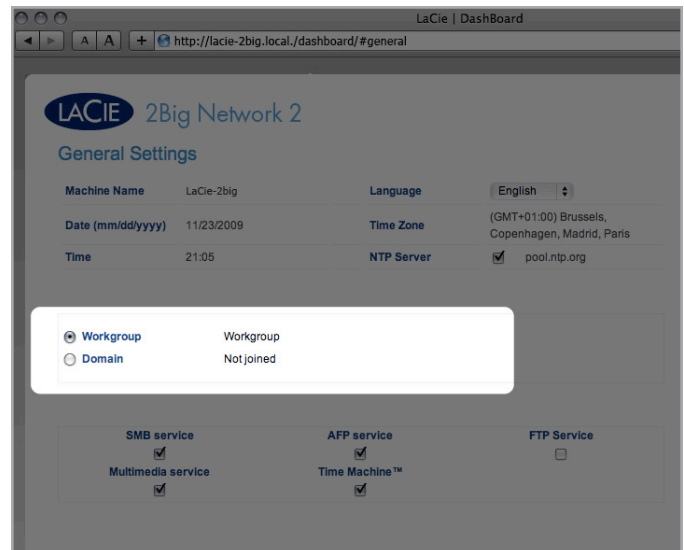 LaCie | DashBoard
A A + http://lacie-2big.local./dashboard/#general
LACIE 2Big Network 2
General Settings
Machine Name LaCie-2big Language English
Date (mm/dd/yyyy) 11/23/2009 Time Zone (GMT+01:00) Brussels,
Copenhagen, Madrid, Paris
Time 21:05 NTP Server pool.ntp.org
Workgroup Workgroup
Domain Not joined
SMB service AFP service FTP Service
Multimedia service Time Machine™